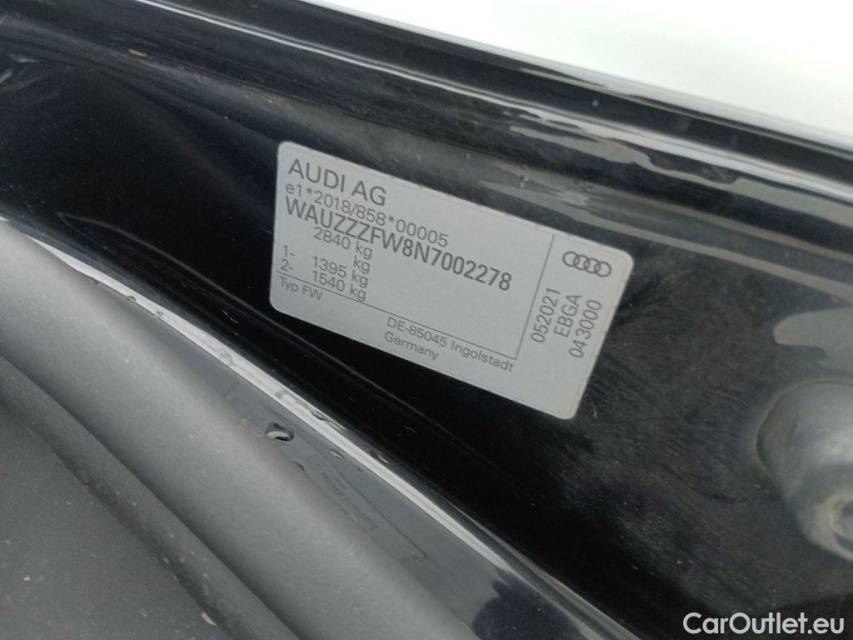 AUDI AG
e1*2018/858*00005
WAUZZZFW8N7002278
2840 kg
kg
1- 1395 kg
2- 1540 kg
Typ FW
DE-85045 Ingolstadt
Germany
052021
EBGA
043000
CarOutlet.eu